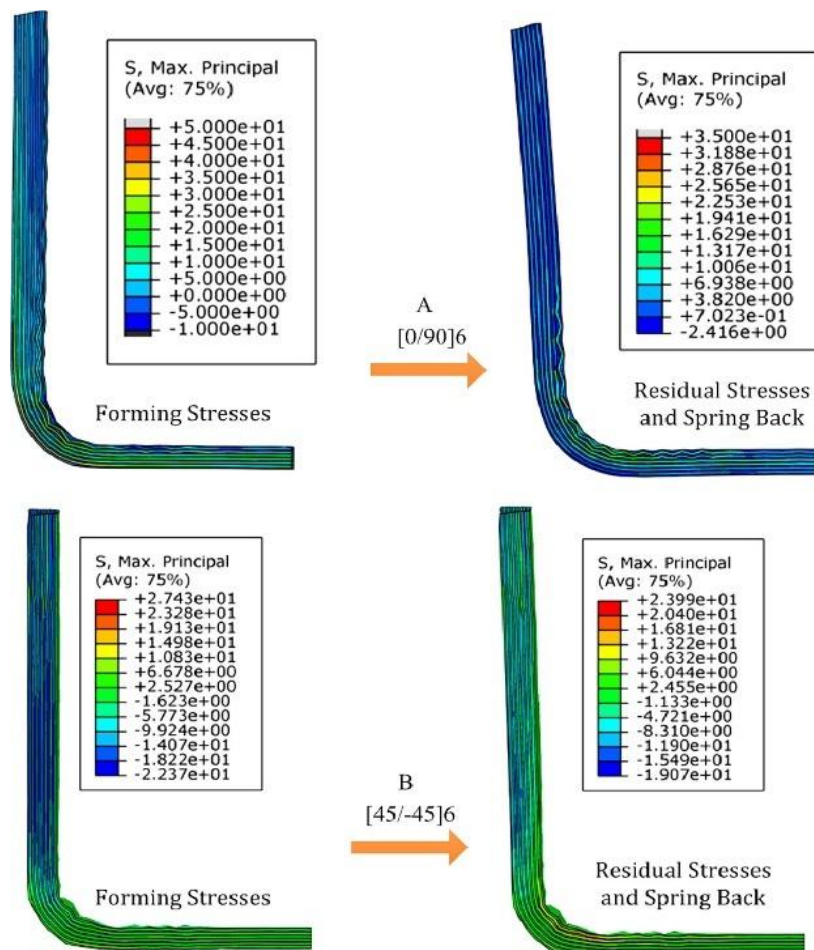 S, Max. Principal
(Avg: 75%)
+5.000e+01
+4.500e+01
+4.000e+01
+3.500e+01
+3.000e+01
+2.500e+01
+2.000e+01
+1.500e+01
+1.000e+01
+5.000e+00
+0.000e+00
-5.000e+00
-1.000e+01
Forming Stresses
A
[0/90]6
S, Max. Principal
(Avg: 75%)
+3.500e+01
+3.188e+01
+2.876e+01
+2.565e+01
+2.253e+01
+1.941e+01
+1.629e+01
+1.317e+01
+1.006e+01
+6.938e+00
+3.820e+00
+7.023e-01
-2.416e+00
Residual Stresses
and Spring Back
S, Max. Principal
(Avg: 75%)
+2.743e+01
+2.328e+01
+1.913e+01
+1.498e+01
+1.083e+01
+6.678e+00
+2.527e+00
-1.623e+00
-5.773e+00
-9.924e+00
-1.407e+01
-1.822e+01
-2.237e+01
Forming Stresses
B
[45/-45]6
S, Max. Principal
(Avg: 75%)
+2.399e+01
+2.040e+01
+1.681e+01
+1.322e+01
+9.632e+00
+6.044e+00
+2.455e+00
-1.133e+00
-4.721e+00
-8.310e+00
-1.190e+01
-1.549e+01
-1.907e+01
Residual Stresses
and Spring Back